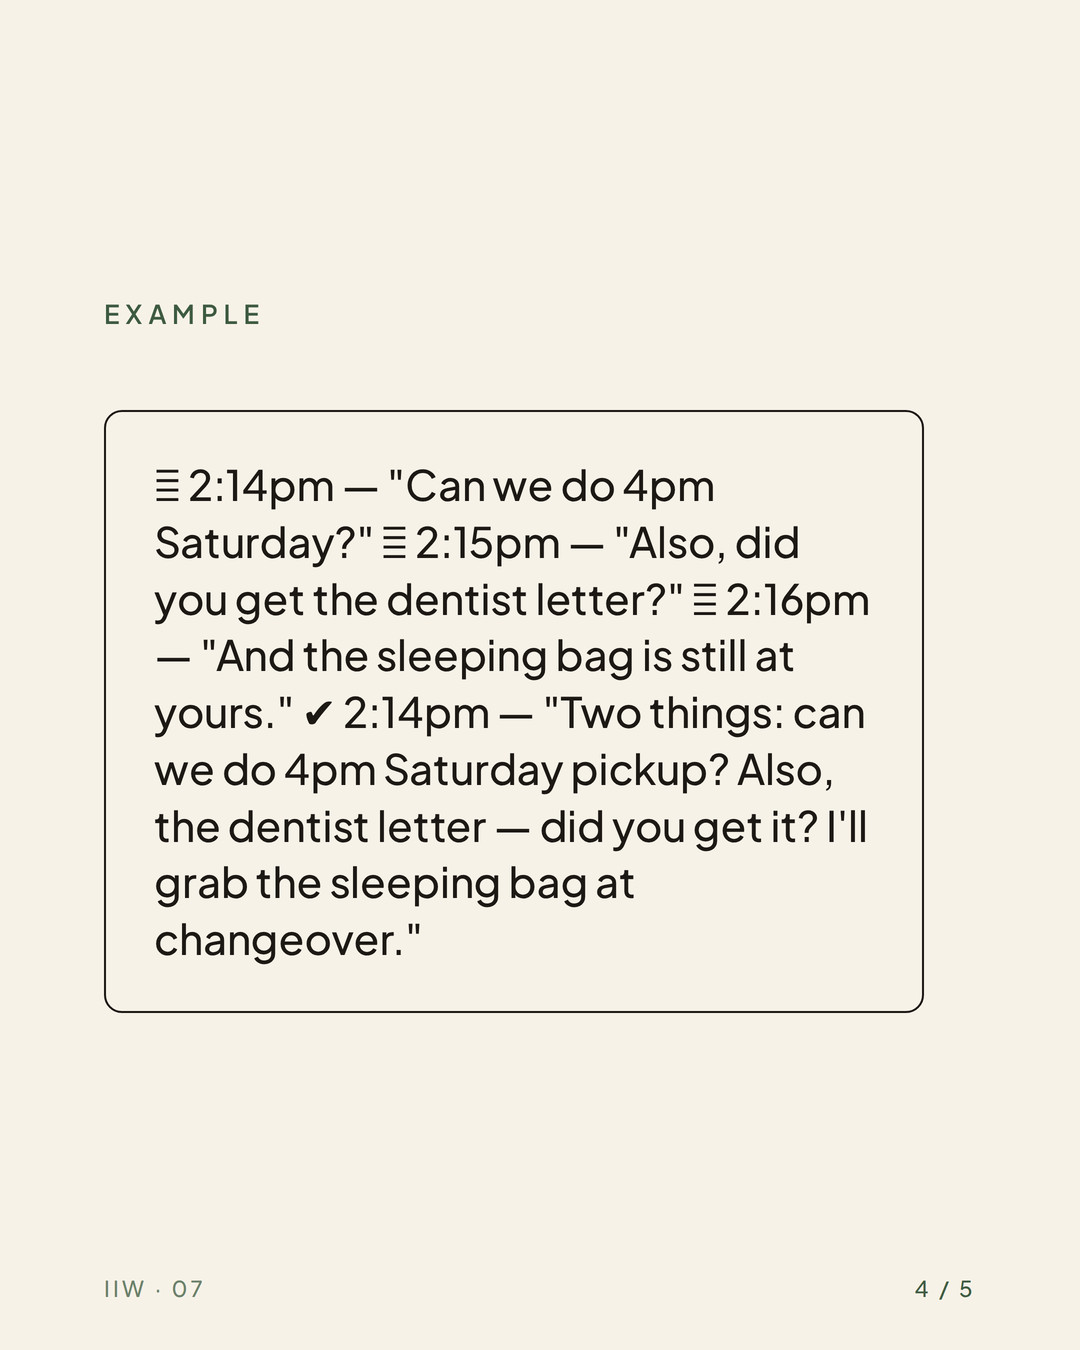 EXAMPLE
𝌆 2:14pm — "Can we do 4pm
Saturday?" 𝌆 2:15pm — "Also, did
you get the dentist letter?" 𝌆 2:16pm
— "And the sleeping bag is still at
yours." ✔ 2:14pm — "Two things: can
we do 4pm Saturday pickup? Also,
the dentist letter — did you get it? I'll
grab the sleeping bag at
changeover."
IIW · 07
4 / 5